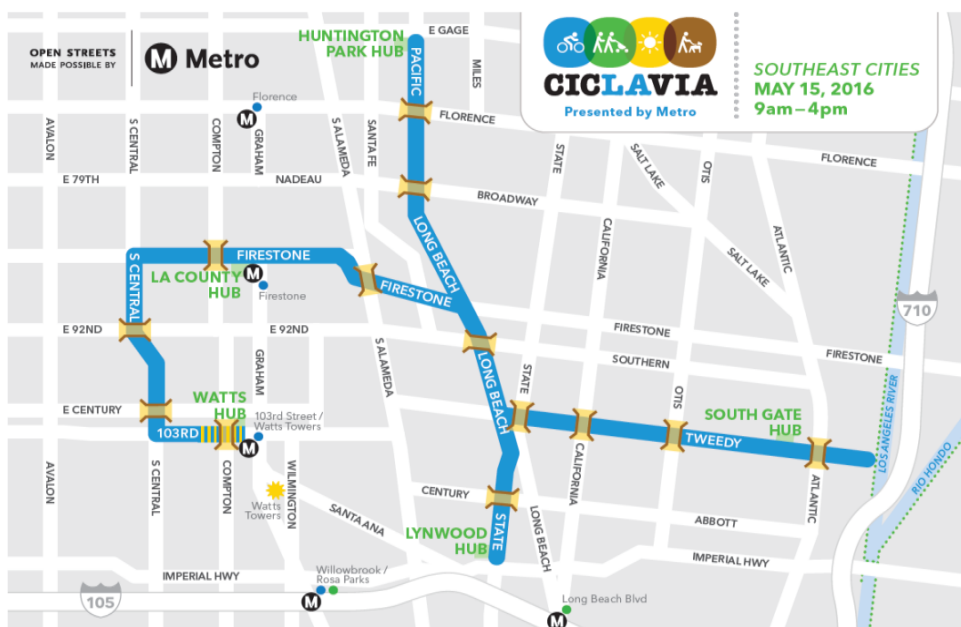 OPEN STREETS
MADE POSSIBLE BY
M Metro
CICLAVIA
Presented by Metro
SOUTHEAST CITIES
MAY 15, 2016
9am–4pm
HUNTINGTON
PARK HUB
E GAGE
PACIFIC
MILES
Florence
M
AVALON
S CENTRAL
COMPTON
GRAHAM
S ALAMEDA
SANTA FE
FLORENCE
STATE
SALT LAKE
OTIS
FLORENCE
E 79TH
NADEAU
BROADWAY
CALIFORNIA
SALT LAKE
ATLANTIC
LONG BEACH
S CENTRAL
FIRESTONE
LA COUNTY
HUB
M
Firestone
FIRESTONE
710
E 92ND
E 92ND
FIRESTONE
FIRESTONE
SOUTHERN
S ALAMEDA
GRAHAM
LONG BEACH
STATE
OTIS
LOS ANGELES RIVER
RIO HONDO
WATTS
HUB
E CENTURY
103RD
103RD Street /
Watts Towers
M
SOUTH GATE
HUB
TWEEDY
AVALON
S CENTRAL
COMPTON
WILMINGTON
Watts
Towers
SANTA ANA
CENTURY
CALIFORNIA
ATLANTIC
ABBOTT
STATE
LONG BEACH
LYNWOOD
HUB
IMPERIAL HWY
IMPERIAL HWY
Willowbrook /
Rosa Parks
M
105
Long Beach Blvd
M